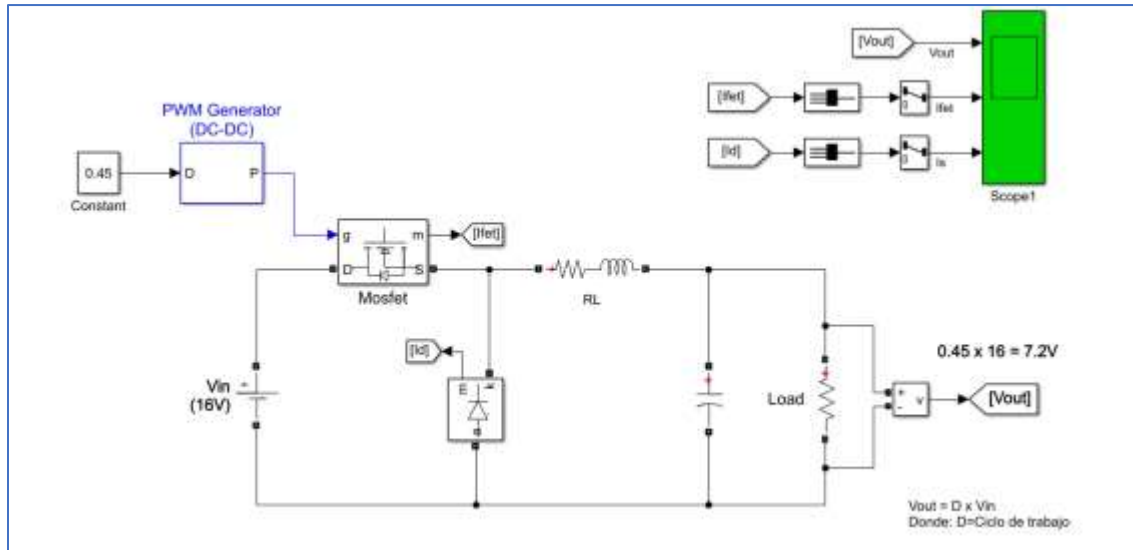 [Vout]
Vout
[Ifet]
Ifet
[Id]
Is
Scope1
PWM Generator
(DC-DC)
0.45
D
P
Constant
g
m
[Ifet]
D
S
Mosfet
RL
[Id]
Vin
(16V)
+
Load
0.45 x 16 = 7.2V
+
-
v
[Vout]
Vout = D x Vin
Donde: D=Ciclo de trabajo